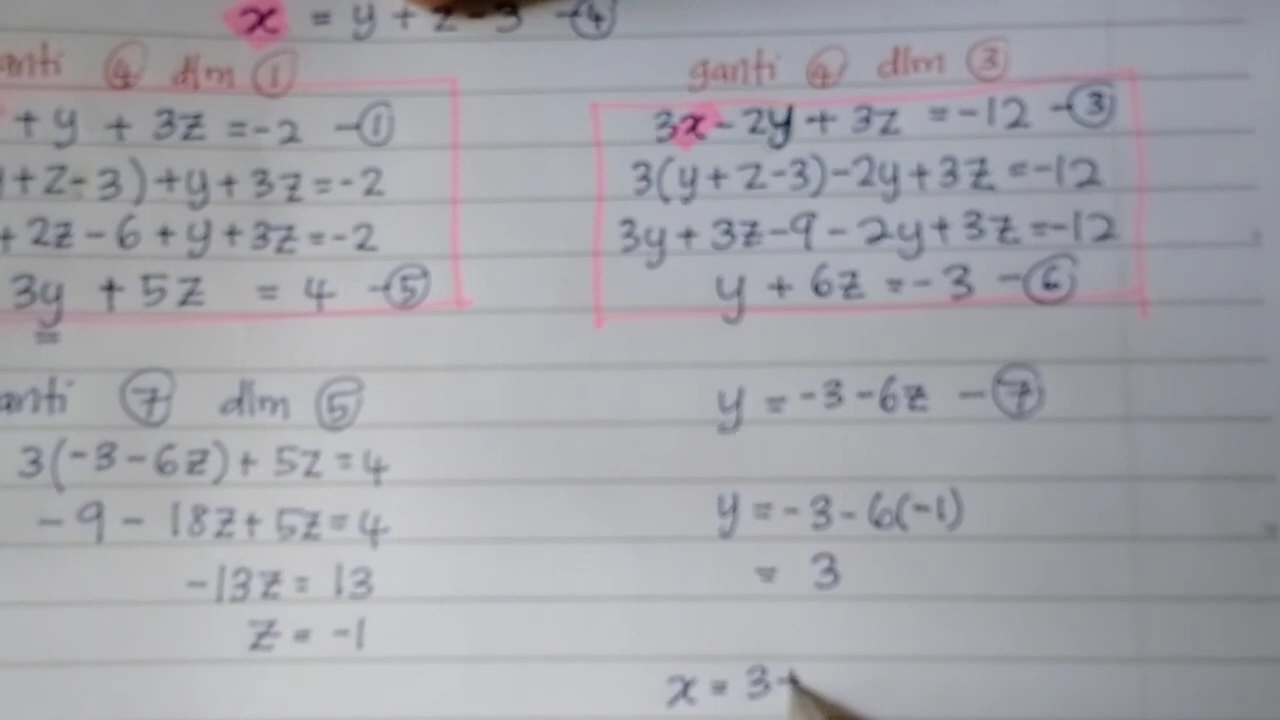 x = y + z - 3 -④
anti ④ dlm ①
+ y + 3z = -2 -①
+ z - 3) + y + 3z = -2
+ 2z - 6 + y + 3z = -2
3y + 5z = 4 -⑤
ganti ④ dlm ③
3x - 2y + 3z = -12 -③
3(y + z - 3) - 2y + 3z = -12
3y + 3z - 9 - 2y + 3z = -12
y + 6z = -3 -⑥
anti ⑦ dlm ⑤
3(-3 - 6z) + 5z = 4
-9 - 18z + 5z = 4
-13z = 13
z = -1
y = -3 - 6z -⑦
y = -3 - 6(-1)
= 3
x = 3 +